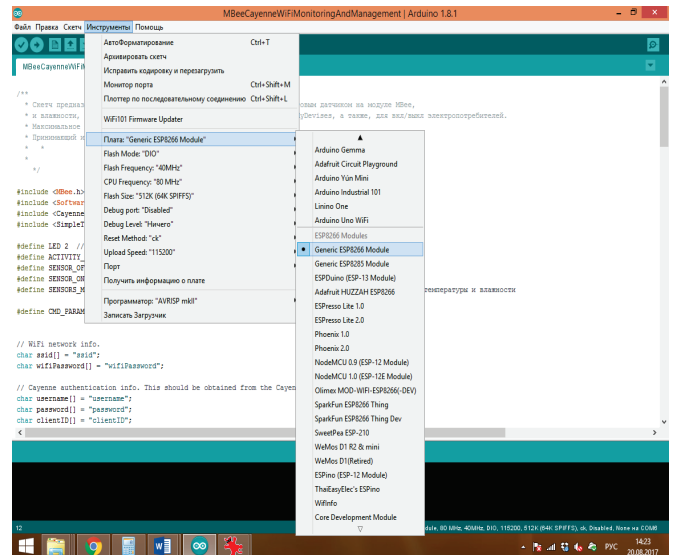 MBeeCayenneWiFiMonitoringAndManagement | Arduino 1.8.1
Файл Правка Скетч Инструменты Помощь
MBeeCayenneWiFiM
АвтоФорматирование Ctrl+T
Архивировать скетч
Исправить кодировку и перезагрузить
Монитор порта Ctrl+Shift+M
Плоттер по последовательному соединению Ctrl+Shift+L
WiFi101 Firmware Updater
Плата: "Generic ESP8266 Module"
Flash Mode: "DIO"
Flash Frequency: "40MHz"
CPU Frequency: "80 MHz"
Flash Size: "512K (64K SPIFFS)"
Debug port: "Disabled"
Debug Level: "Ничего"
Reset Method: "ck"
Upload Speed: "115200"
Порт
Получить информацию о плате
Программатор: "AVRISP mkII"
Записать Загрузчик
Arduino Gemma
Adafruit Circuit Playground
Arduino Yún Mini
Arduino Industrial 101
Linino One
Arduino Uno WiFi
ESP8266 Modules
Generic ESP8266 Module
Generic ESP8285 Module
ESPDuino (ESP-13 Module)
Adafruit HUZZAH ESP8266
ESPresso Lite 1.0
ESPresso Lite 2.0
Phoenix 1.0
Phoenix 2.0
NodeMCU 0.9 (ESP-12 Module)
NodeMCU 1.0 (ESP-12E Module)
Olimex MOD-WIFI-ESP8266(-DEV)
SparkFun ESP8266 Thing
SparkFun ESP8266 Thing Dev
SweetPea ESP-210
WeMos D1 R2 & mini
WeMos D1(Retired)
ESPino (ESP-12 Module)
ThaiEasyElec's ESPino
WifInfo
Core Development Module
/**
* Скетч предназ овым датчиком на модуле MBee,
* и влажности, yDevises, а также, для вкл/выкл электропотребителей.
* Максимальное
* Принимающий м
* *
*
*/
#include <MBee.h>
#include <Softwar
#include <Cayenne
#include <SimpleT
#define LED 2 //
#define ACTIVITY_
#define SENSOR_OF
#define SENSOR_ON
#define SENSORS_M температуры и влажности
#define CMD_PARAM
// WiFi network info.
char ssid[] = "ssid";
char wifiPassword[] = "wifiPassword";
// Cayenne authentication info. This should be obtained from the Cayen
char username[] = "username";
char password[] = "password";
char clientID[] = "clientID";
12 dule, 80 MHz, 40MHz, DIO, 115200, 512K (64K SPIFFS), ck, Disabled, None на COM6
РУС 14:23
20.08.2017